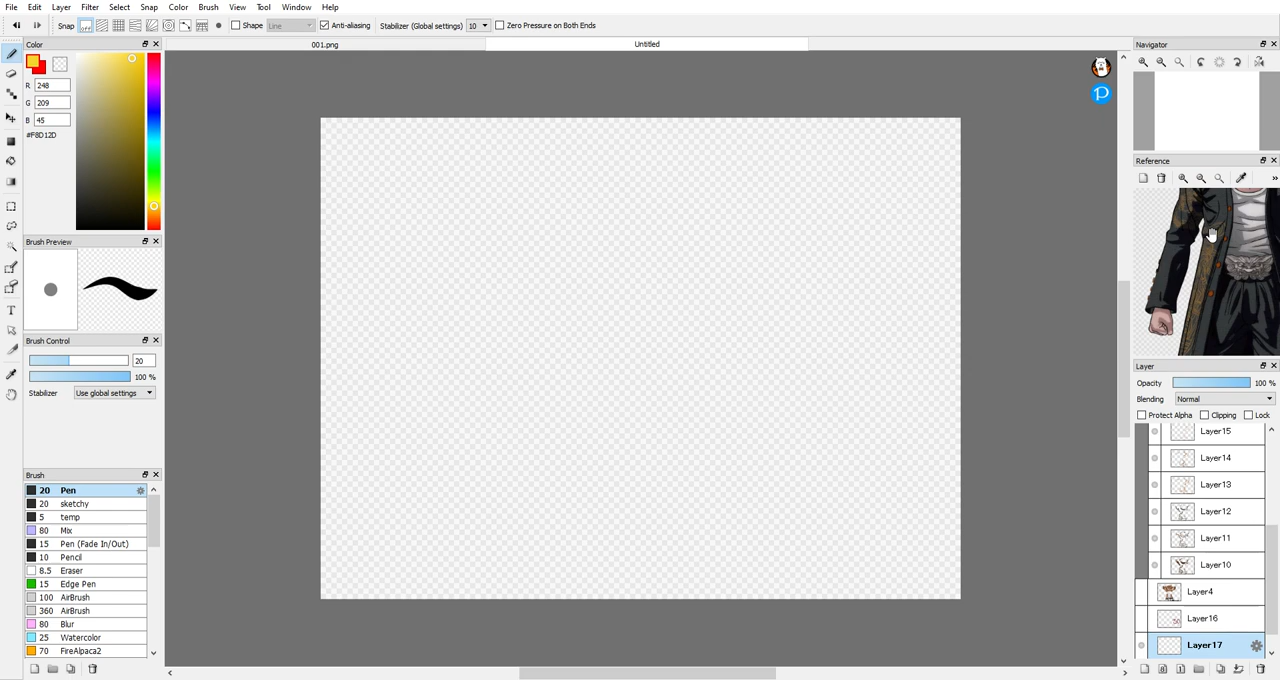 File Edit Layer Filter Select Snap Color Brush View Tool Window Help
Snap off Shape Line Anti-aliasing Stabilizer (Global settings) 10 Zero Pressure on Both Ends
Color
001.png
Untitled
Navigator
R 248
G 209
B 45
#F8D12D
Reference
Brush Preview
Brush Control
20
100 %
Stabilizer Use global settings
Layer
Opacity 100 %
Blending Normal
Protect Alpha Clipping Lock
Layer15
Layer14
Layer13
Layer12
Layer11
Layer10
Layer4
Layer16
Layer17
Brush
20 Pen
20 sketchy
5 temp
80 Mix
15 Pen (Fade In/Out)
10 Pencil
8.5 Eraser
15 Edge Pen
100 AirBrush
360 AirBrush
80 Blur
25 Watercolor
70 FireAlpaca2